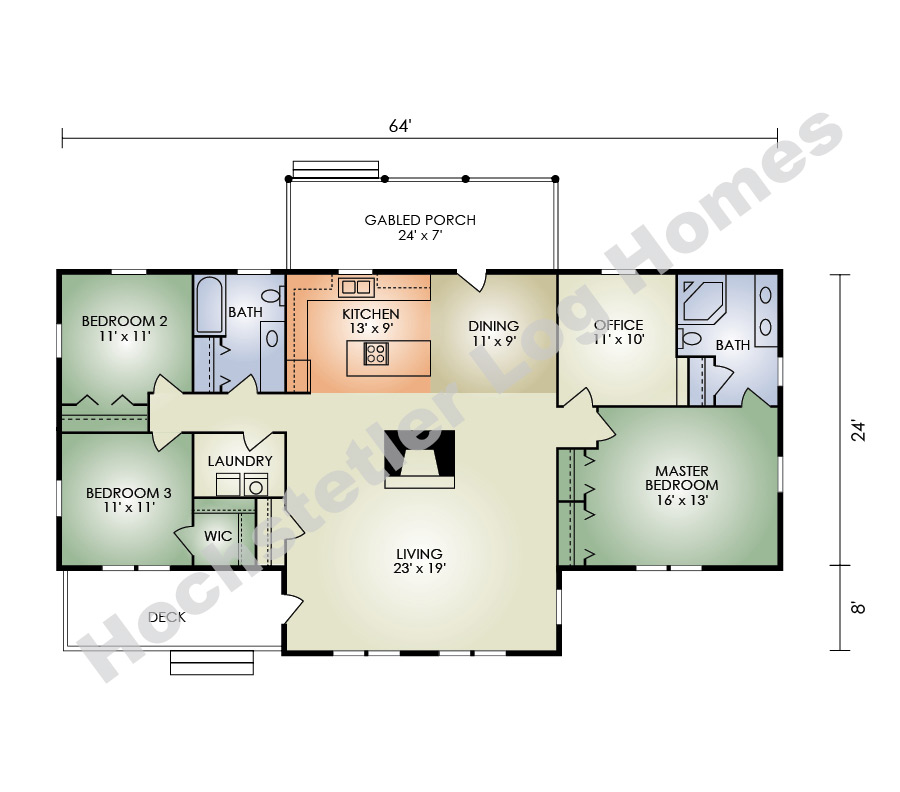 64'
GABLED PORCH
24' x 7'
BEDROOM 2
11' x 11'
BATH
KITCHEN
13' x 9'
DINING
11' x 9'
OFFICE
11' x 10'
BATH
24'
LAUNDRY
BEDROOM 3
11' x 11'
WIC
MASTER
BEDROOM
16' x 13'
LIVING
23' x 19'
DECK
8'
Hochstetler Log Homes